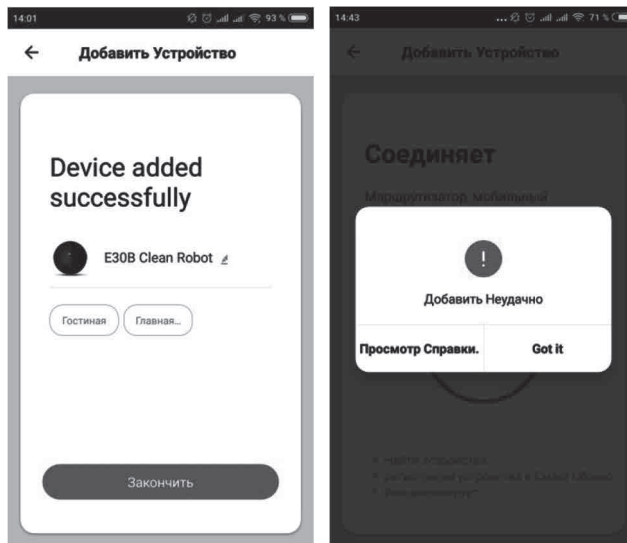 14:01
93 %
Добавить Устройство
Device added
successfully
E30B Clean Robot
Гостиная
Главная...
Закончить
14:43
... 71 %
Добавить Устройство
Соединяет
Маршрутизатор, мобильный
Добавить Неудачно
Просмотр Справки.
Got it